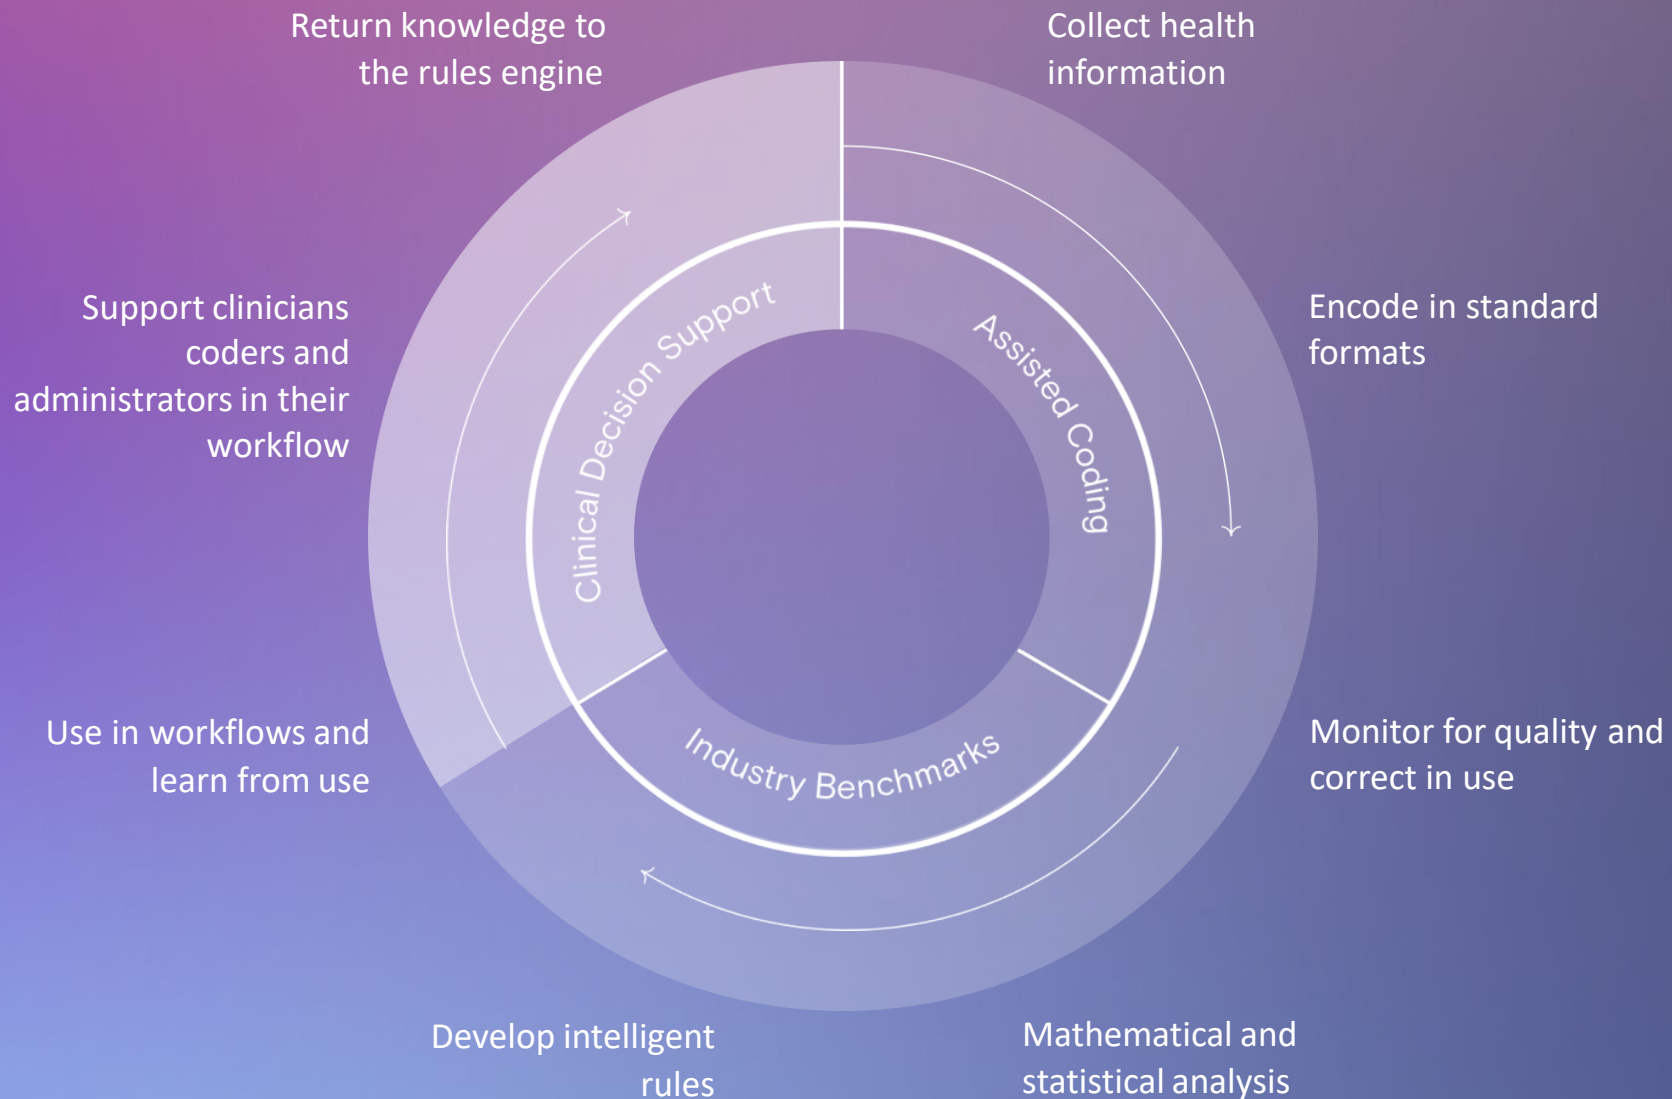 Return knowledge to
the rules engine
Collect health
information
Support clinicians
coders and
administrators in their
workflow
Encode in standard
formats
Clinical Decision Support
Assisted Coding
Industry Benchmarks
Use in workflows and
learn from use
Monitor for quality and
correct in use
Develop intelligent
rules
Mathematical and
statistical analysis